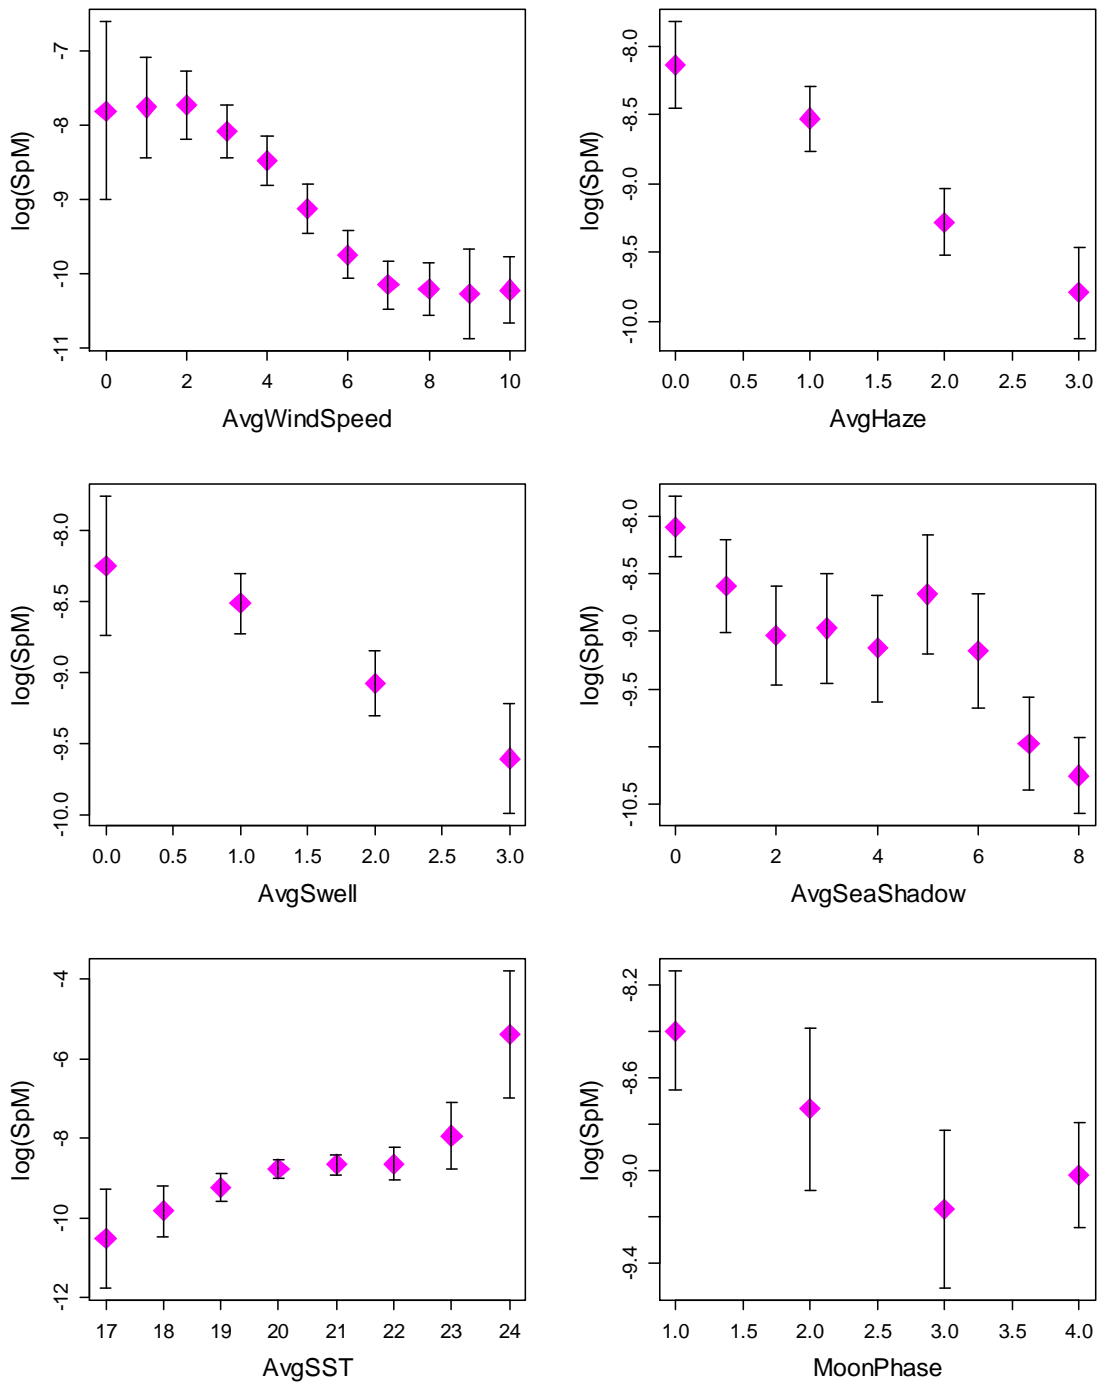 log(SpM)
-7
-8
-9
-10
-11
0 2 4 6 8 10
AvgWindSpeed
log(SpM)
-8.0
-8.5
-9.0
-9.5
-10.0
0.0 0.5 1.0 1.5 2.0 2.5 3.0
AvgHaze
log(SpM)
-8.0
-8.5
-9.0
-9.5
-10.0
0.0 0.5 1.0 1.5 2.0 2.5 3.0
AvgSwell
log(SpM)
-8.0
-8.5
-9.0
-9.5
-10.5
0 2 4 6 8
AvgSeaShadow
log(SpM)
-4
-6
-8
-10
-12
17 18 19 20 21 22 23 24
AvgSST
log(SpM)
-8.2
-8.6
-9.0
-9.4
1.0 1.5 2.0 2.5 3.0 3.5 4.0
MoonPhase